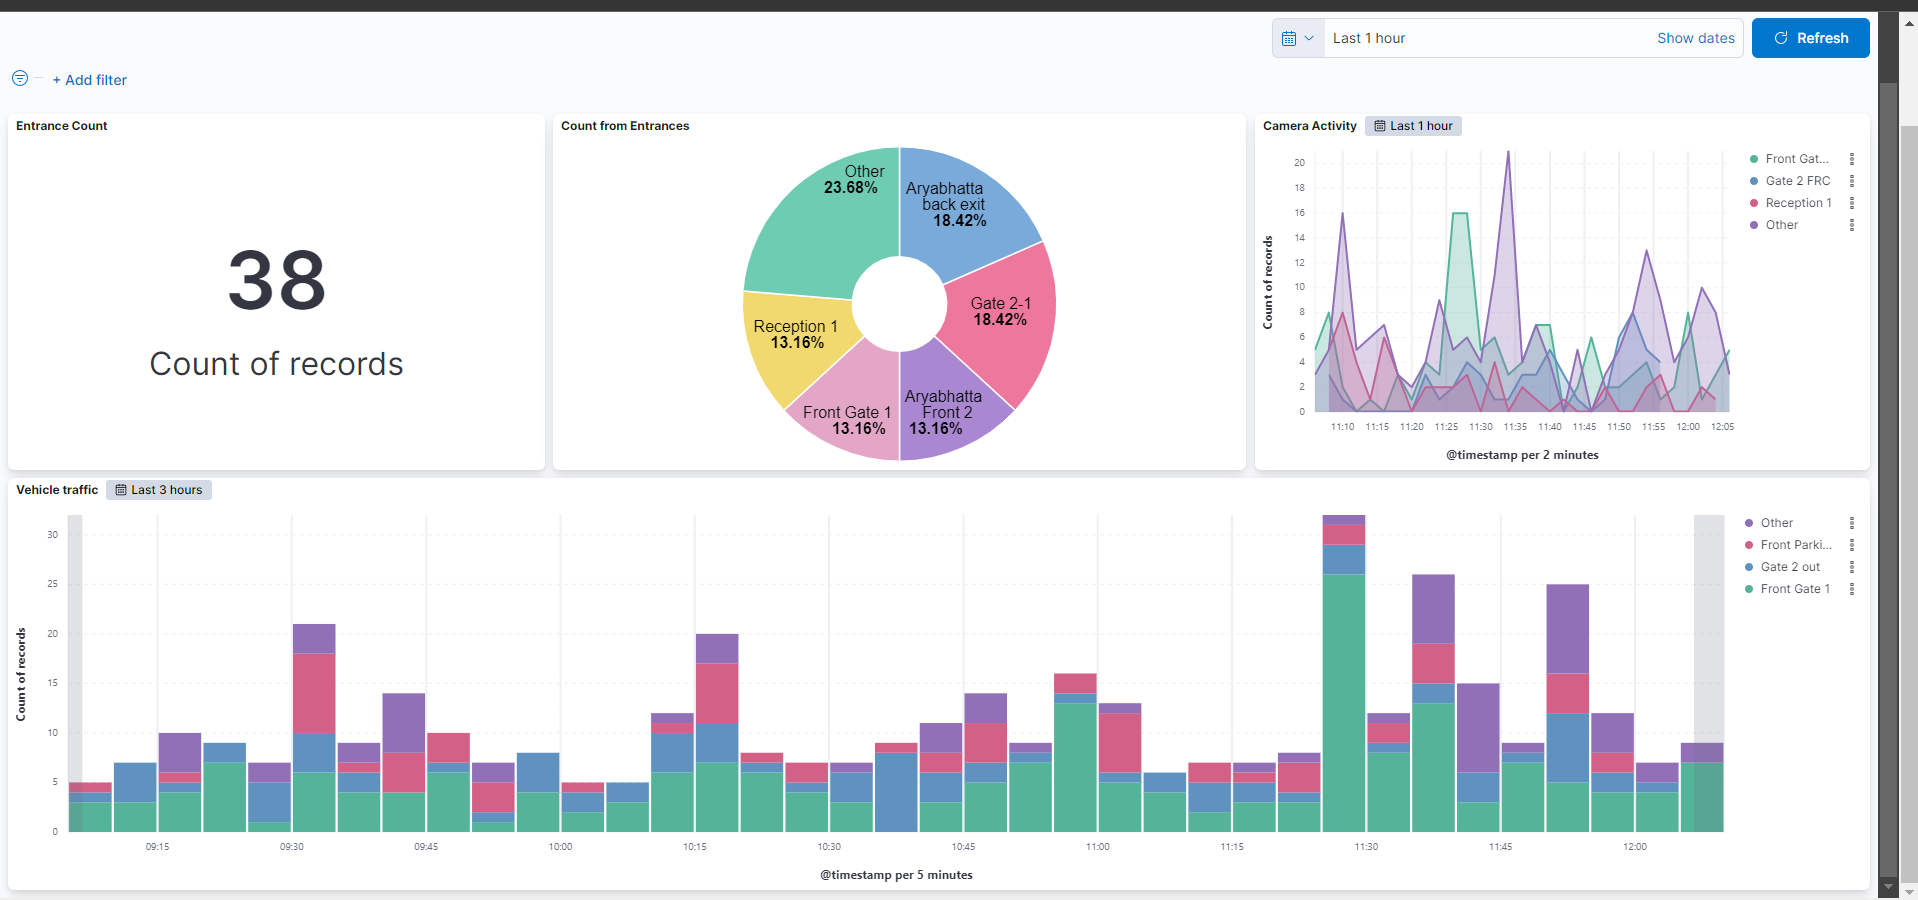 Last 1 hour
Show dates
Refresh
+ Add filter
Entrance Count
38
Count of records
Count from Entrances
Other
23.68%
Aryabhatta
back exit
18.42%
Gate 2-1
18.42%
Reception 1
13.16%
Front Gate 1
13.16%
Aryabhatta
Front 2
13.16%
Camera Activity
Last 1 hour
Count of records
20
18
16
14
12
10
8
6
4
2
0
11:10 11:15 11:20 11:25 11:30 11:35 11:40 11:45 11:50 11:55 12:00 12:05
@timestamp per 2 minutes
Front Gat...
Gate 2 FRC
Reception 1
Other
Vehicle traffic
Last 3 hours
Count of records
30
25
20
15
10
5
0
09:15 09:30 09:45 10:00 10:15 10:30 10:45 11:00 11:15 11:30 11:45 12:00
@timestamp per 5 minutes
Other
Front Parki...
Gate 2 out
Front Gate 1